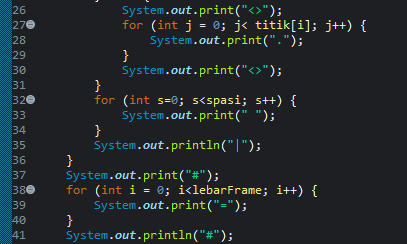 26 System.out.print("<>");
27 for (int j = 0; j< titik[i]; j++) {
28 System.out.print(".");
29 }
30 System.out.print("<>");
31 }
32 for (int s=0; s<spasi; s++) {
33 System.out.print(" ");
34 }
35 System.out.println("|");
36 }
37 System.out.print("#");
38 for (int i = 0; i<lebarFrame; i++) {
39 System.out.print("=");
40 }
41 System.out.println("#");